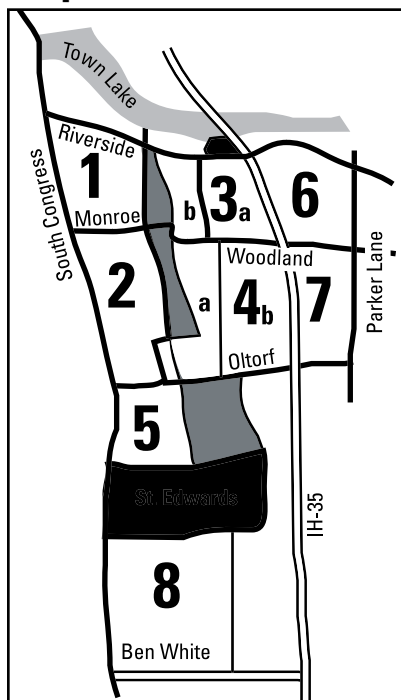 Town Lake
Riverside
1
b
3a
6
Monroe
South Congress
Woodland
2
a
4b
7
Parker Lane
Oltorf
5
St. Edwards
IH-35
8
Ben White